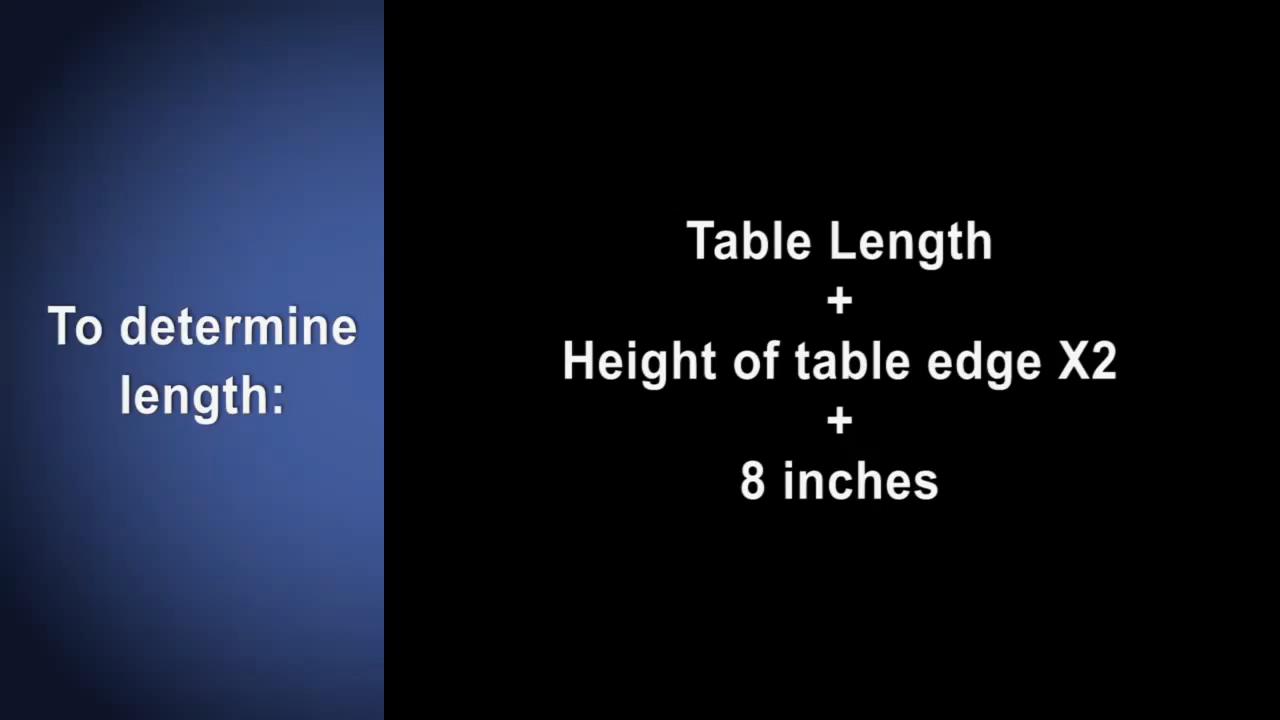 To determine
length:
Table Length
+
Height of table edge X2
+
8 inches